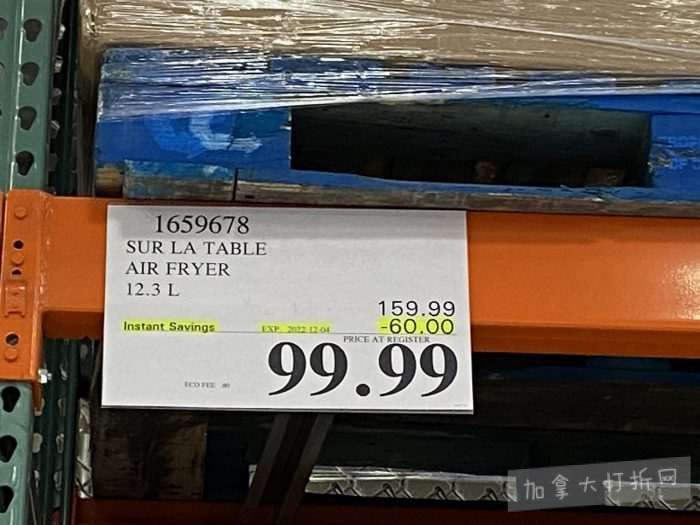 1659678
SUR LA TABLE
AIR FRYER
12.3 L
159.99
Instant Savings EXP. 2022-12-04 -60.00
PRICE AT REGISTER
99.99
ECO FEE .80
加拿大打折网